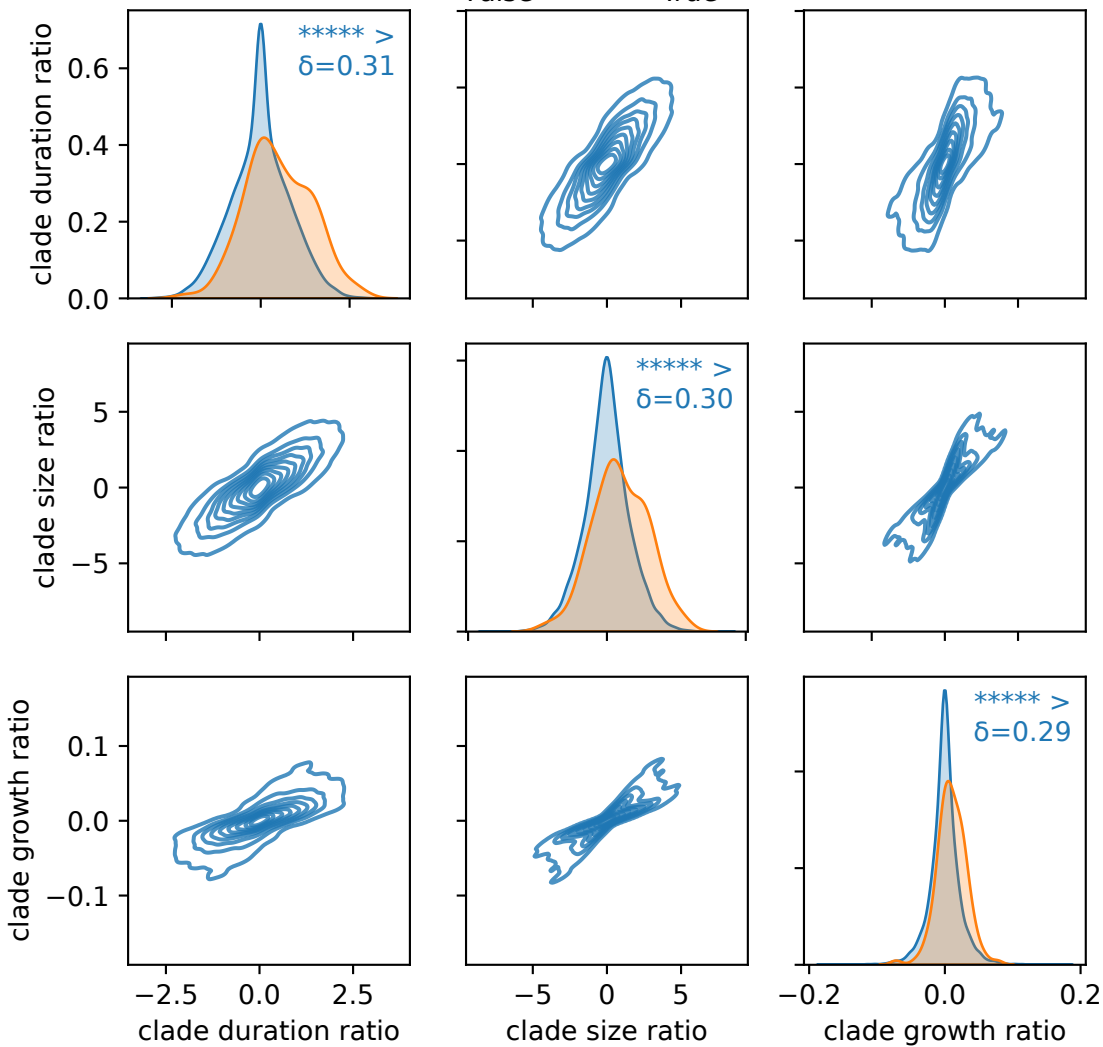 False True
clade duration ratio
0.6
0.4
0.2
0.0
***** >
δ=0.31
clade size ratio
5
0
−5
***** >
δ=0.30
clade growth ratio
0.1
0.0
−0.1
***** >
δ=0.29
−2.5 0.0 2.5
−5 0 5
−0.2 0.0 0.2
clade duration ratio
clade size ratio
clade growth ratio